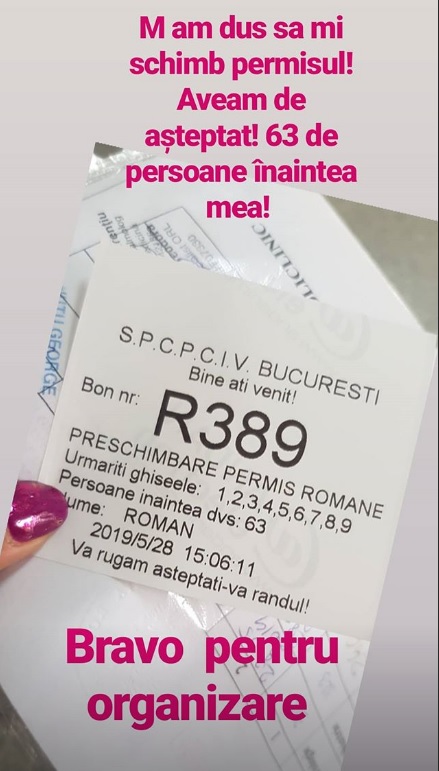 M am dus sa mi
schimb permisul!
Aveam de
așteptat! 63 de
persoane înaintea
mea!
S.P.C.P.C.I.V. BUCURESTI
Bine ati venit!
Bon nr: R389
PRESCHIMBARE PERMIS ROMANE
Urmariti ghiseele: 1,2,3,4,5,6,7,8,9
Persoane inaintea dvs: 63
ume: ROMAN
2019/5/28 15:06:11
Va rugam asteptati-va randul!
GEORGE
Bravo pentru
organizare